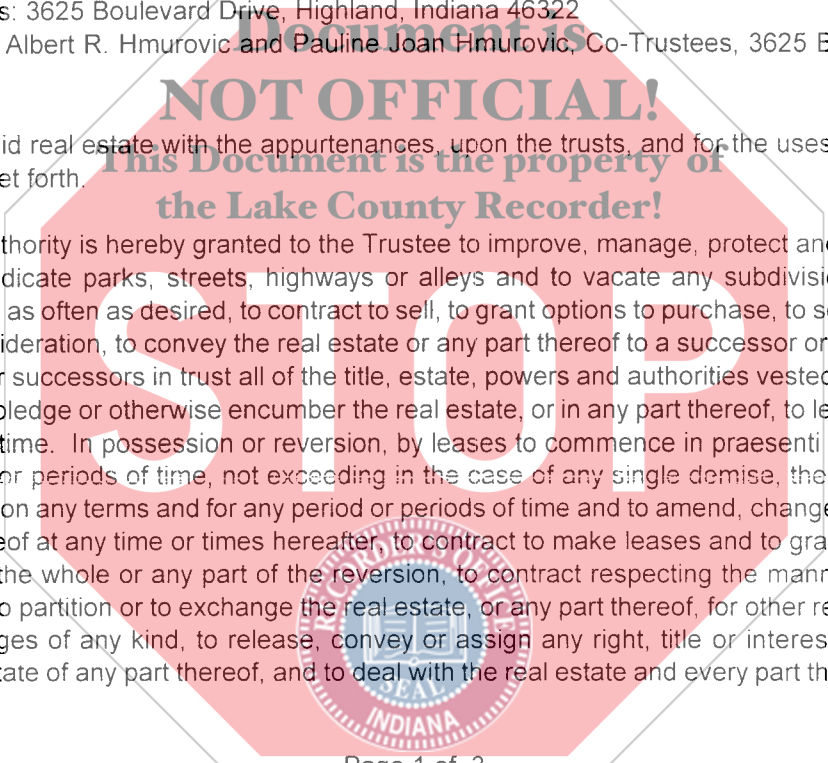 s: 3625 Boulevard Drive, Highland, Indiana 46322
Document is
Albert R. Hmurovic and Pauline Joan Hmurovic, Co-Trustees, 3625 B
NOT OFFICIAL!
id real estate with the appurtenances, upon the trusts, and for the uses
This Document is the property of
et forth.
the Lake County Recorder!
thority is hereby granted to the Trustee to improve, manage, protect and
dicate parks, streets, highways or alleys and to vacate any subdivisi
as often as desired, to contract to sell, to grant options to purchase, to s
ideration, to convey the real estate or any part thereof to a successor or
r successors in trust all of the title, estate, powers and authorities vested
pledge or otherwise encumber the real estate, or in any part thereof, to le
time. In possession or reversion, by leases to commence in praesenti
or periods of time, not exceeding in the case of any single demise, the
on any terms and for any period or periods of time and to amend, change
eof at any time or times hereafter, to contract to make leases and to gra
the whole or any part of the reversion, to contract respecting the mann
o partition or to exchange the real estate, or any part thereof, for other re
ges of any kind, to release, convey or assign any right, title or interes
tate of any part thereof, and to deal with the real estate and every part th
STOP
RECORDER'S OFFICE
SEAL
INDIANA
Page 1 of